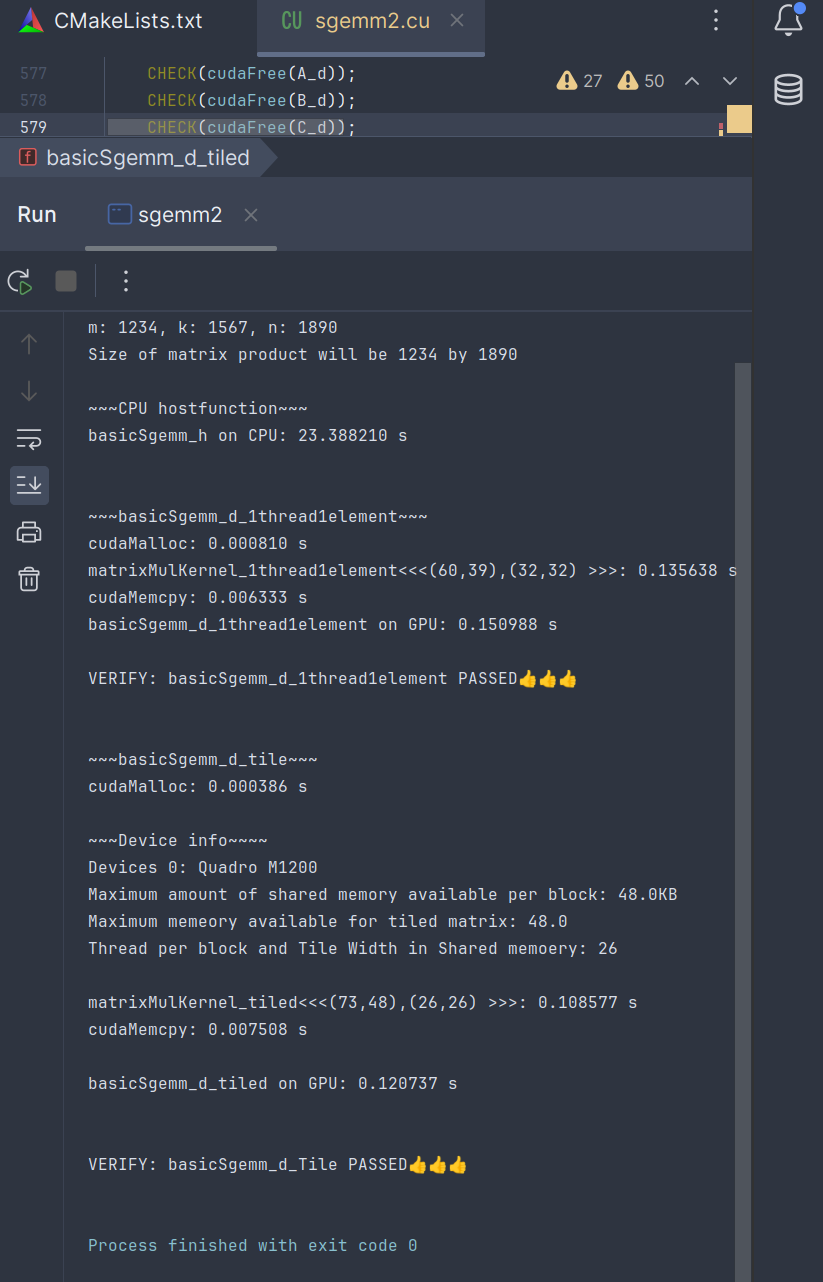 CMakeLists.txt
CU sgemm2.cu
577 CHECK(cudaFree(A_d));
27 50
578 CHECK(cudaFree(B_d));
579 CHECK(cudaFree(C_d));
f basicSgemm_d_tiled
Run sgemm2
m: 1234, k: 1567, n: 1890
Size of matrix product will be 1234 by 1890
~~~CPU hostfunction~~~
basicSgemm_h on CPU: 23.388210 s
~~~basicSgemm_d_1thread1element~~~
cudaMalloc: 0.000810 s
matrixMulKernel_1thread1element<<<(60,39),(32,32) >>>: 0.135638 s
cudaMemcpy: 0.006333 s
basicSgemm_d_1thread1element on GPU: 0.150988 s
VERIFY: basicSgemm_d_1thread1element PASSED👍👍👍
~~~basicSgemm_d_tile~~~
cudaMalloc: 0.000386 s
~~~Device info~~~~
Devices 0: Quadro M1200
Maximum amount of shared memory available per block: 48.0KB
Maximum memeory available for tiled matrix: 48.0
Thread per block and Tile Width in Shared memoery: 26
matrixMulKernel_tiled<<<(73,48),(26,26) >>>: 0.108577 s
cudaMemcpy: 0.007508 s
basicSgemm_d_tiled on GPU: 0.120737 s
VERIFY: basicSgemm_d_Tile PASSED👍👍👍
Process finished with exit code 0